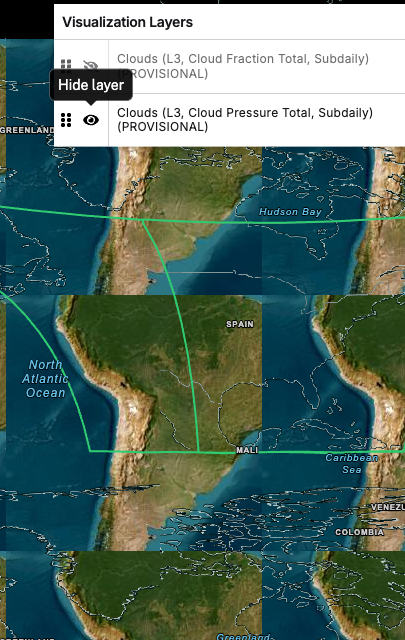 Visualization Layers
Clouds (L3, Cloud Fraction Total, Subdaily)
(PROVISIONAL)
Hide layer
Clouds (L3, Cloud Pressure Total, Subdaily)
(PROVISIONAL)
GREENLAND
Hudson Bay
SPAIN
North
Atlantic
Ocean
MALI
Caribbean
Sea
VENEZU
COLOMBIA
Greenland